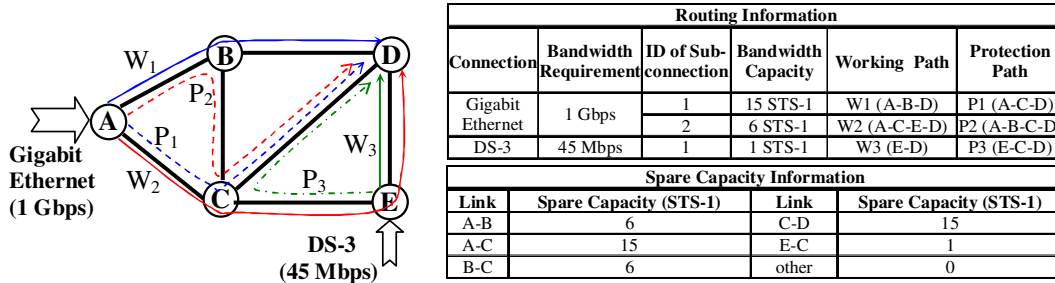 B
D
W1
P2
A
P1
W3
Gigabit
Ethernet
(1 Gbps)
W2
P3
C
E
DS-3
(45 Mbps)
Routing Information
Connection Bandwidth Requirement ID of Sub-connection Bandwidth Capacity Working Path Protection Path
Gigabit Ethernet 1 Gbps 1 15 STS-1 W1 (A-B-D) P1 (A-C-D)
2 6 STS-1 W2 (A-C-E-D) P2 (A-B-C-D
DS-3 45 Mbps 1 1 STS-1 W3 (E-D) P3 (E-C-D)
Spare Capacity Information
Link Spare Capacity (STS-1) Link Spare Capacity (STS-1)
A-B 6 C-D 15
A-C 15 E-C 1
B-C 6 other 0